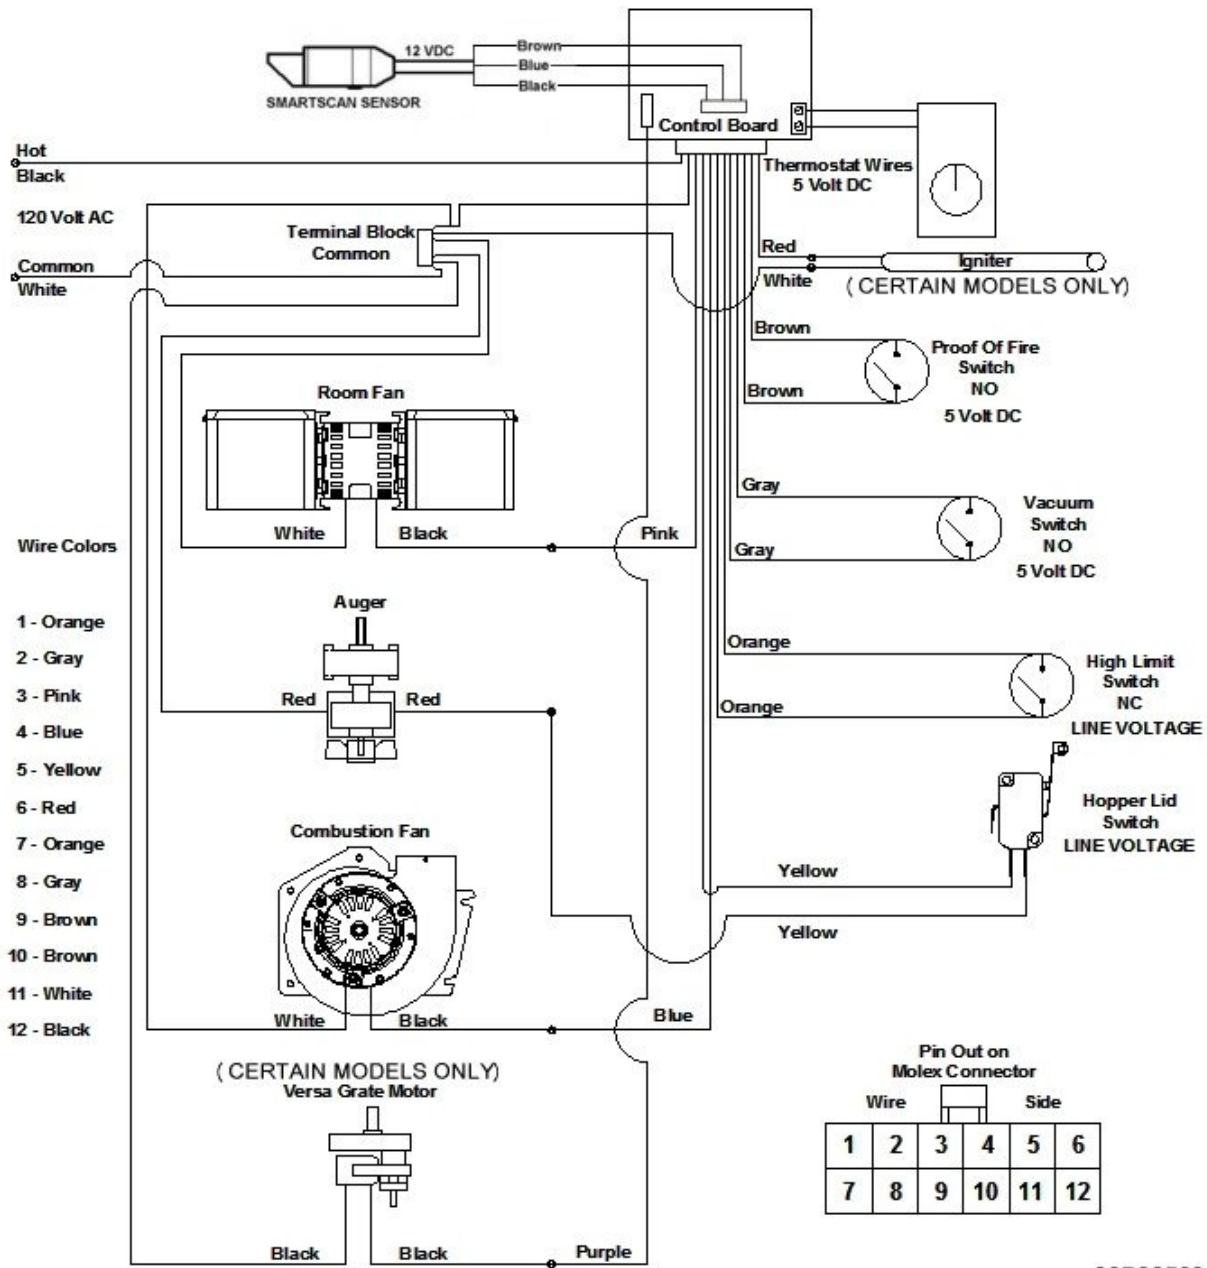 12 VDC
Brown
Blue
Black
SMARTSCAN SENSOR
Control Board
Hot
Black
Thermostat Wires
5 Volt DC
120 Volt AC
Terminal Block
Common
Common
White
Red
White
Igniter
( CERTAIN MODELS ONLY)
Brown
Proof Of Fire
Switch
NO
5 Volt DC
Brown
Room Fan
Gray
Vacuum
Switch
NO
5 Volt DC
Gray
White
Black
Pink
Wire Colors
1 - Orange
2 - Gray
3 - Pink
4 - Blue
5 - Yellow
6 - Red
7 - Orange
8 - Gray
9 - Brown
10 - Brown
11 - White
12 - Black
Auger
Red
Red
Orange
High Limit
Switch
NC
LINE VOLTAGE
Orange
Hopper Lid
Switch
LINE VOLTAGE
Combustion Fan
Yellow
Yellow
White
Black
Blue
( CERTAIN MODELS ONLY)
Versa Grate Motor
Black
Black
Purple
Pin Out on
Molex Connector
Wire Side
1 2 3 4 5 6
7 8 9 10 11 12